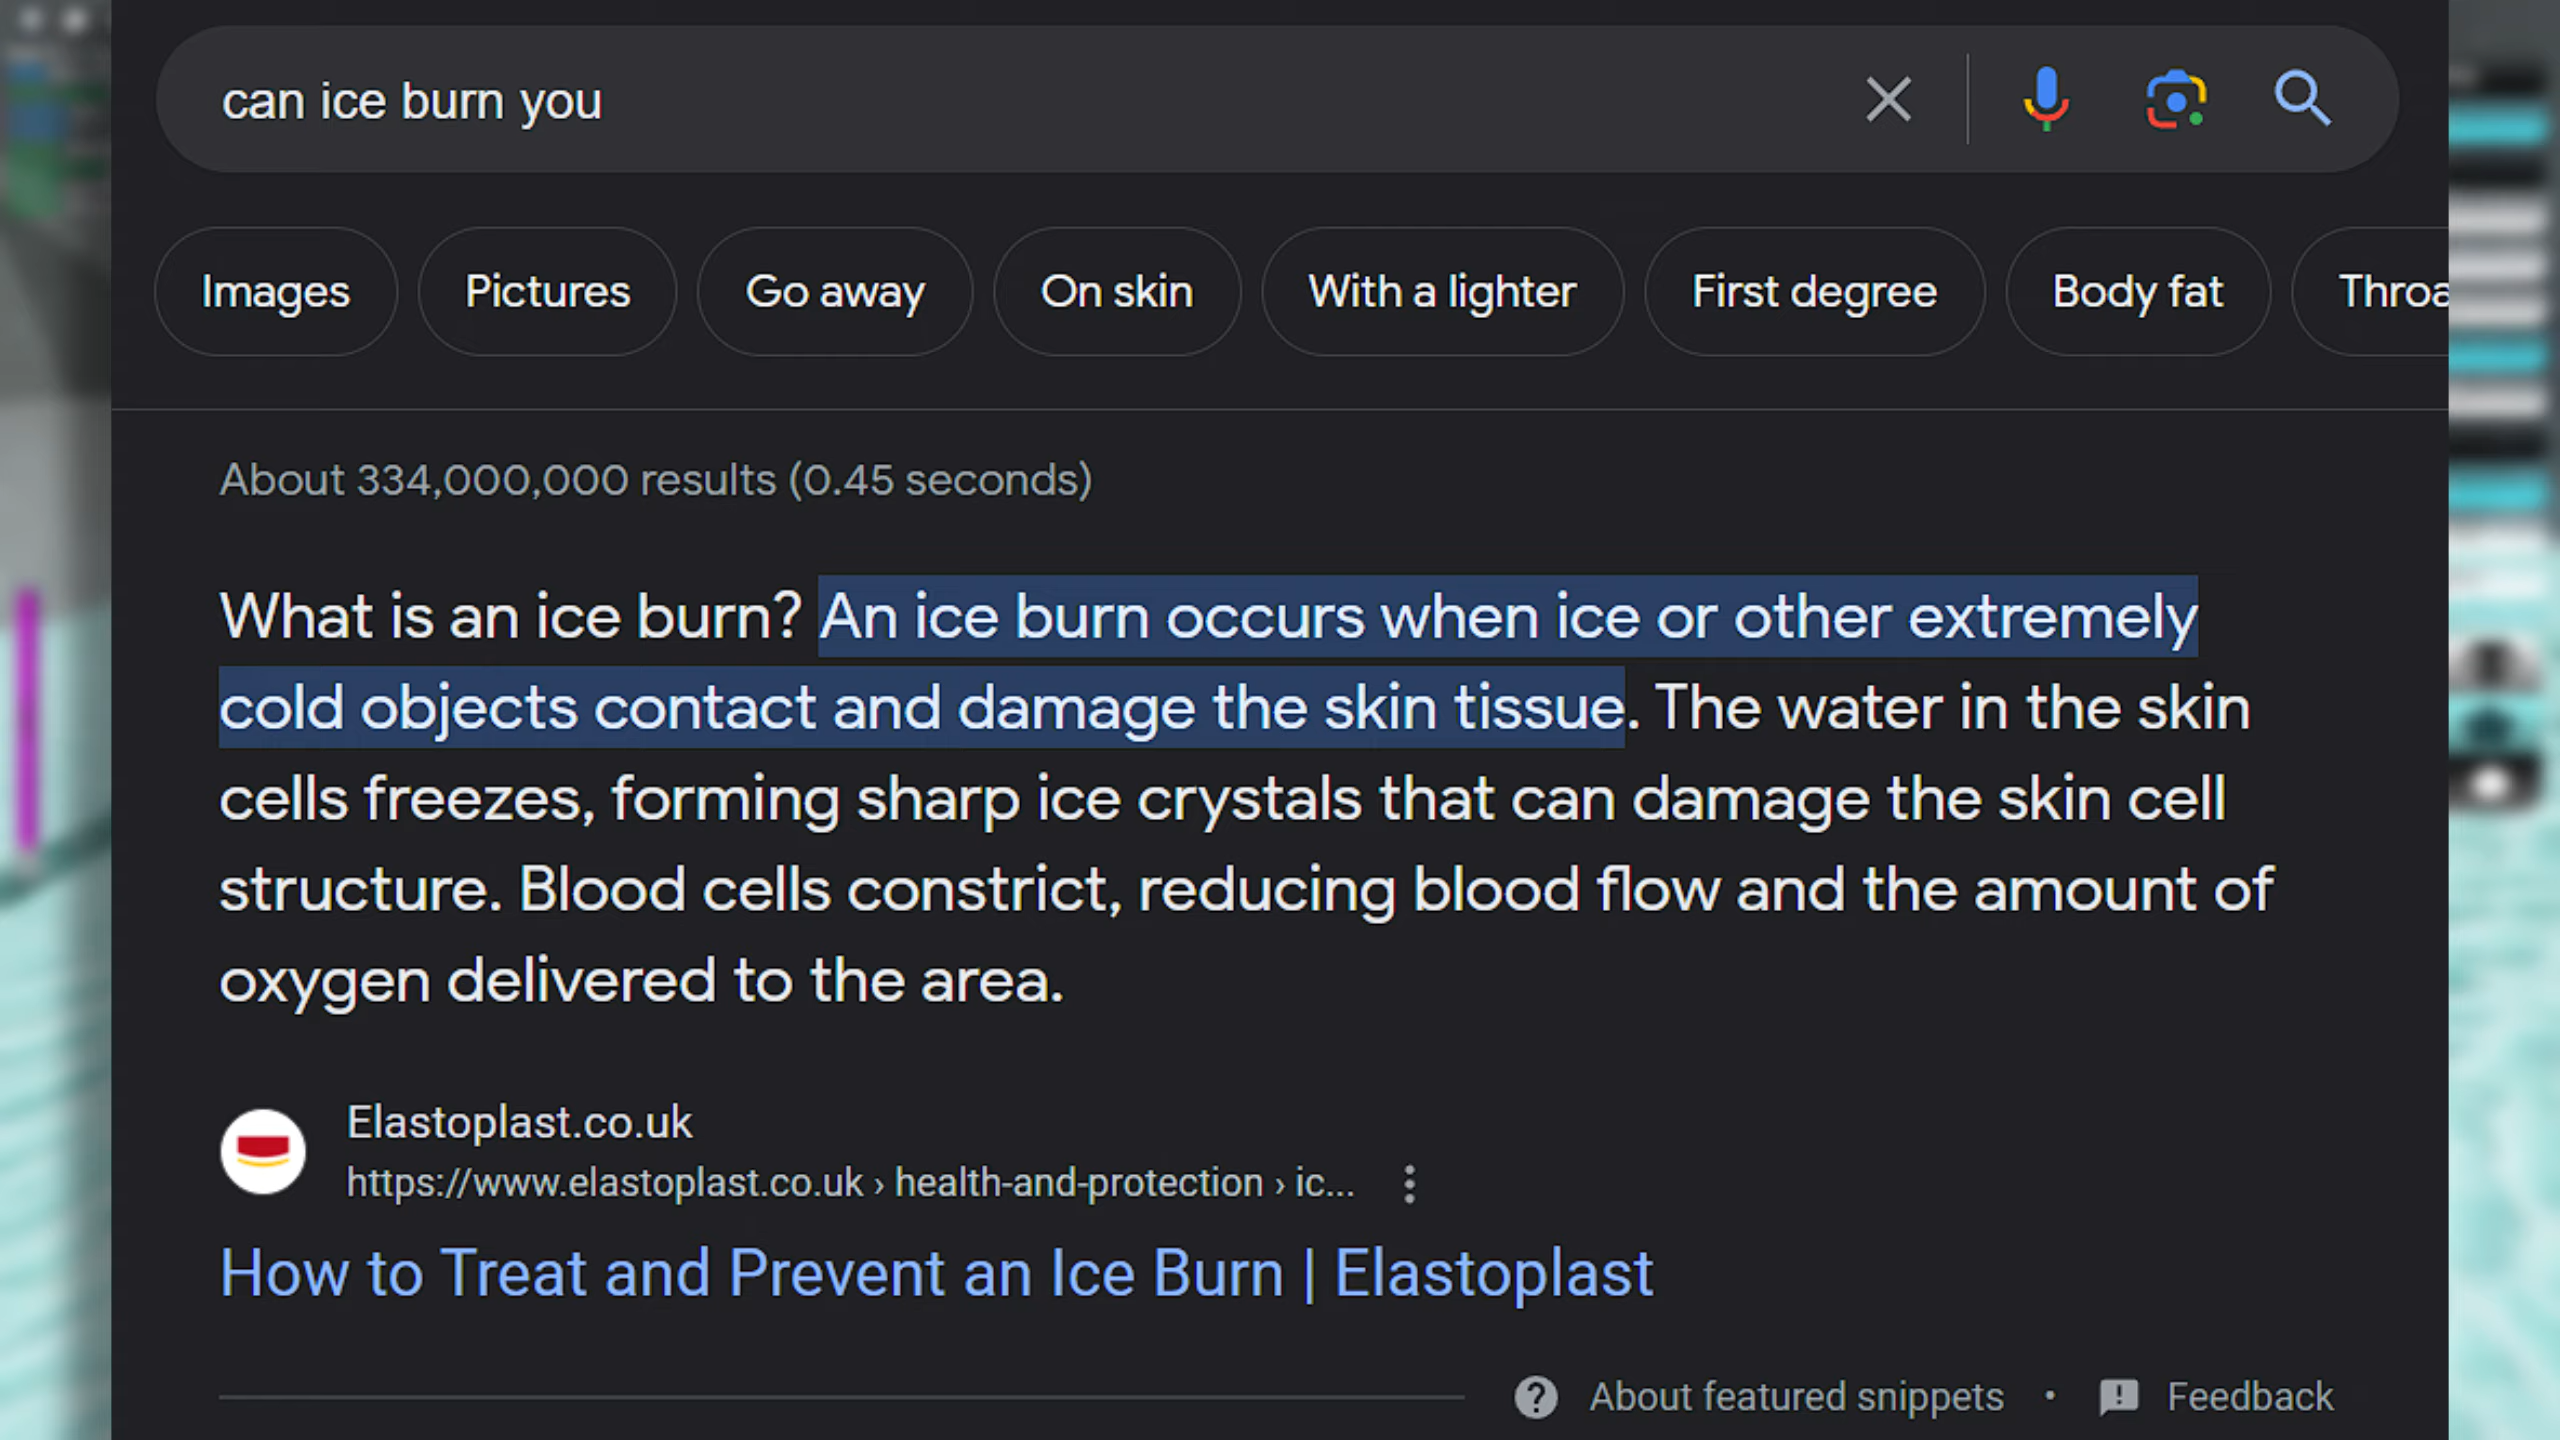 can ice burn you
Images Pictures Go away On skin With a lighter First degree Body fat Throa
About 334,000,000 results (0.45 seconds)
What is an ice burn? An ice burn occurs when ice or other extremely
cold objects contact and damage the skin tissue. The water in the skin
cells freezes, forming sharp ice crystals that can damage the skin cell
structure. Blood cells constrict, reducing blood flow and the amount of
oxygen delivered to the area.
Elastoplast.co.uk
https://www.elastoplast.co.uk › health-and-protection › ic...
How to Treat and Prevent an Ice Burn | Elastoplast
About featured snippets • Feedback